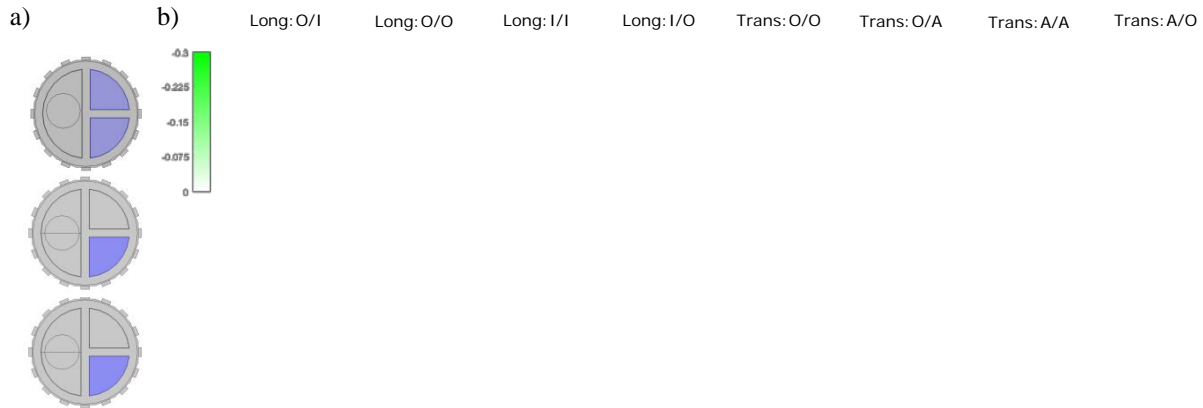 a)
b)
Long:O/I Long:O/O Long:I/I Long:I/O Trans:O/O Trans:O/A Trans:A/A Trans:A/O
-0.3
-0.225
-0.15
-0.075
0